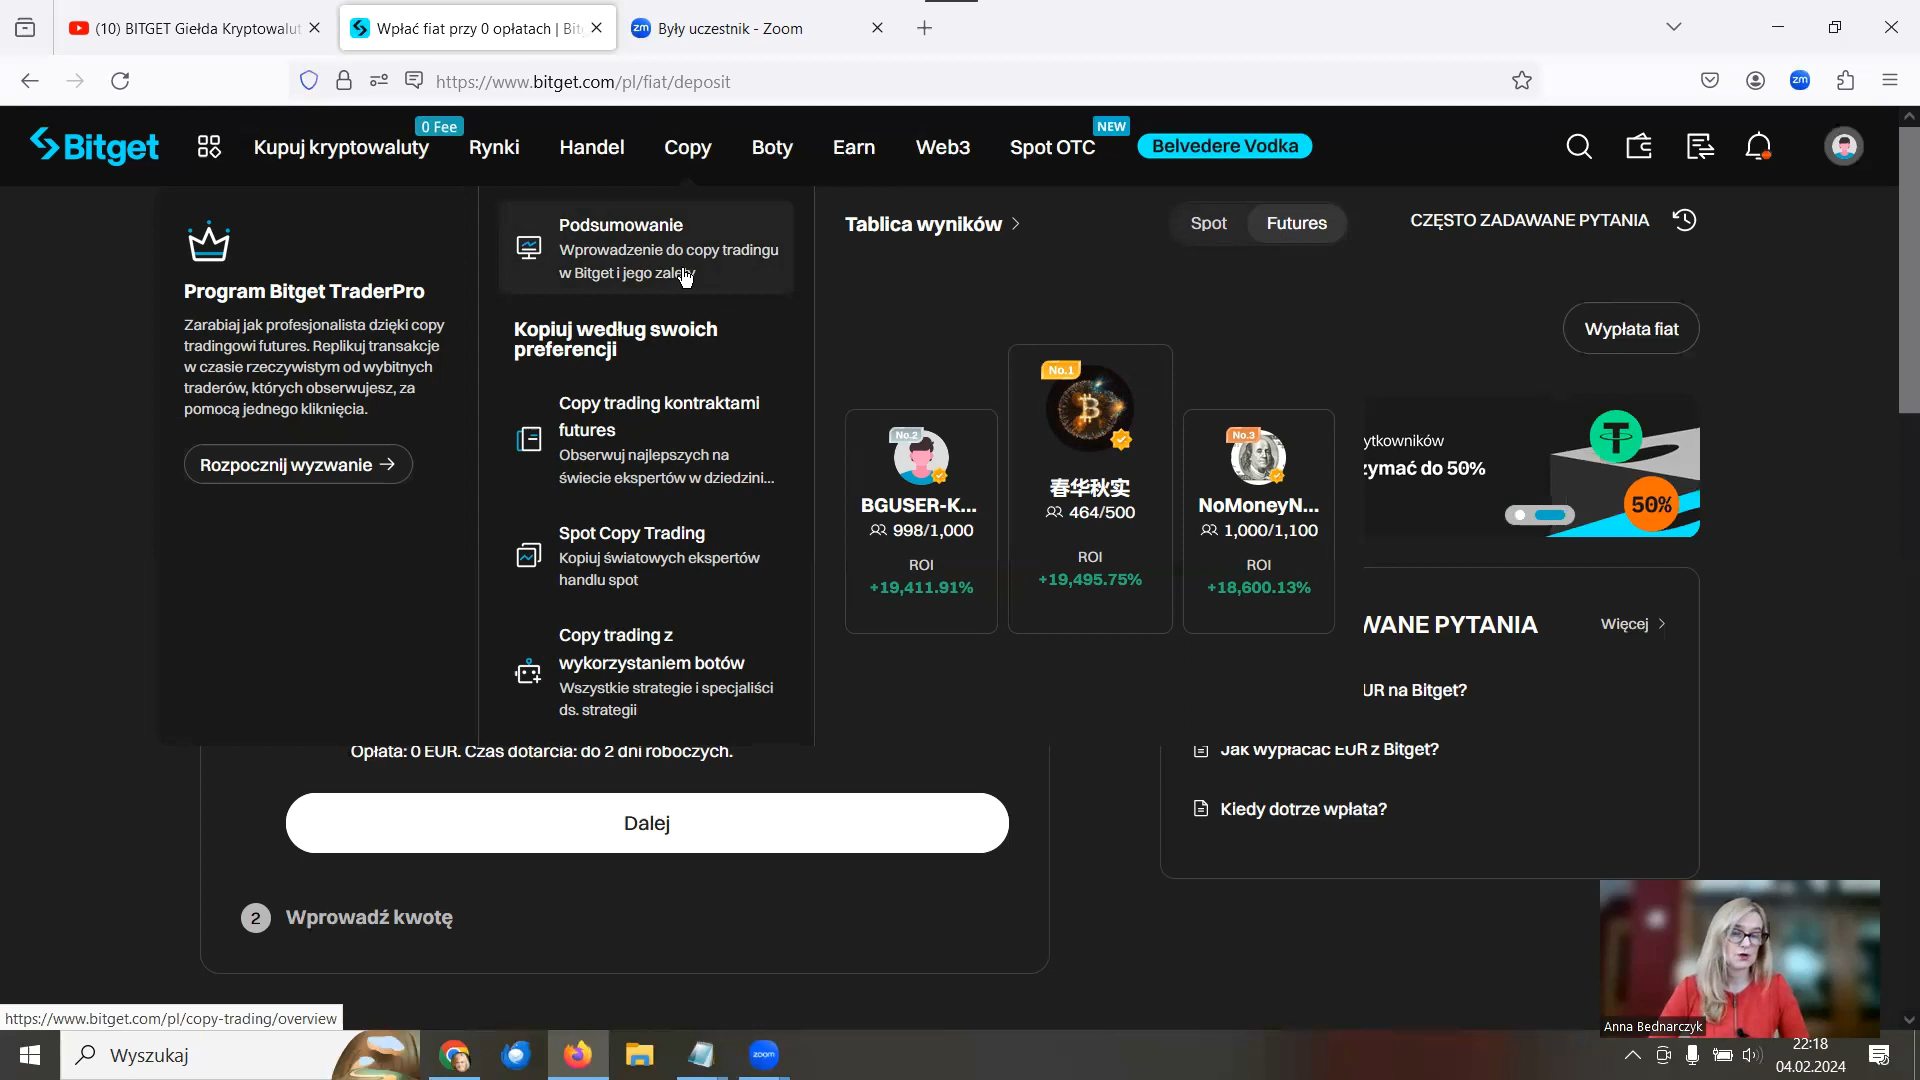 (10) BITGET Giełda Kryptowalut
Wpłać fiat przy 0 opłatach | Bit
Były uczestnik - Zoom
https://www.bitget.com/pl/fiat/deposit
Bitget
Kupuj kryptowaluty
0 Fee
Rynki
Handel
Copy
Boty
Earn
Web3
Spot OTC
NEW
Belvedere Vodka
Program Bitget TraderPro
Zarabiaj jak profesjonalista dzięki copy
tradingowi futures. Replikuj transakcje
w czasie rzeczywistym od wybitnych
traderów, których obserwujesz, za
pomocą jednego kliknięcia.
Rozpocznij wyzwanie
Podsumowanie
Wprowadzenie do copy tradingu
w Bitget i jego
Kopiuj według swoich
preferencji
Copy trading kontraktami
futures
Obserwuj najlepszych na
świecie ekspertów w dziedzini...
Spot Copy Trading
Kopiuj światowych ekspertów
handlu spot
Copy trading z
wykorzystaniem botów
Wszystkie strategie i specjaliści
ds. strategii
Tablica wyników
Spot
Futures
No.2
BGUSER-K...
998/1,000
ROI
+19,411.91%
No.1
春华秋实
464/500
ROI
+19,495.75%
No.3
NoMoneyN...
1,000/1,100
ROI
+18,600.13%
CZĘSTO ZADAWANE PYTANIA
Wypłata fiat
ytkowników
zymać do 50%
50%
WANE PYTANIA
Więcej
UR na Bitget?
Jak wypłacać EUR z Bitget?
Kiedy dotrze wpłata?
Opłata: 0 EUR. Czas dotarcia: do 2 dni roboczych.
Dalej
2 Wprowadź kwotę
https://www.bitget.com/pl/copy-trading/overview
Anna Bednarczyk
Wyszukaj
zoom
22:18
04.02.2024